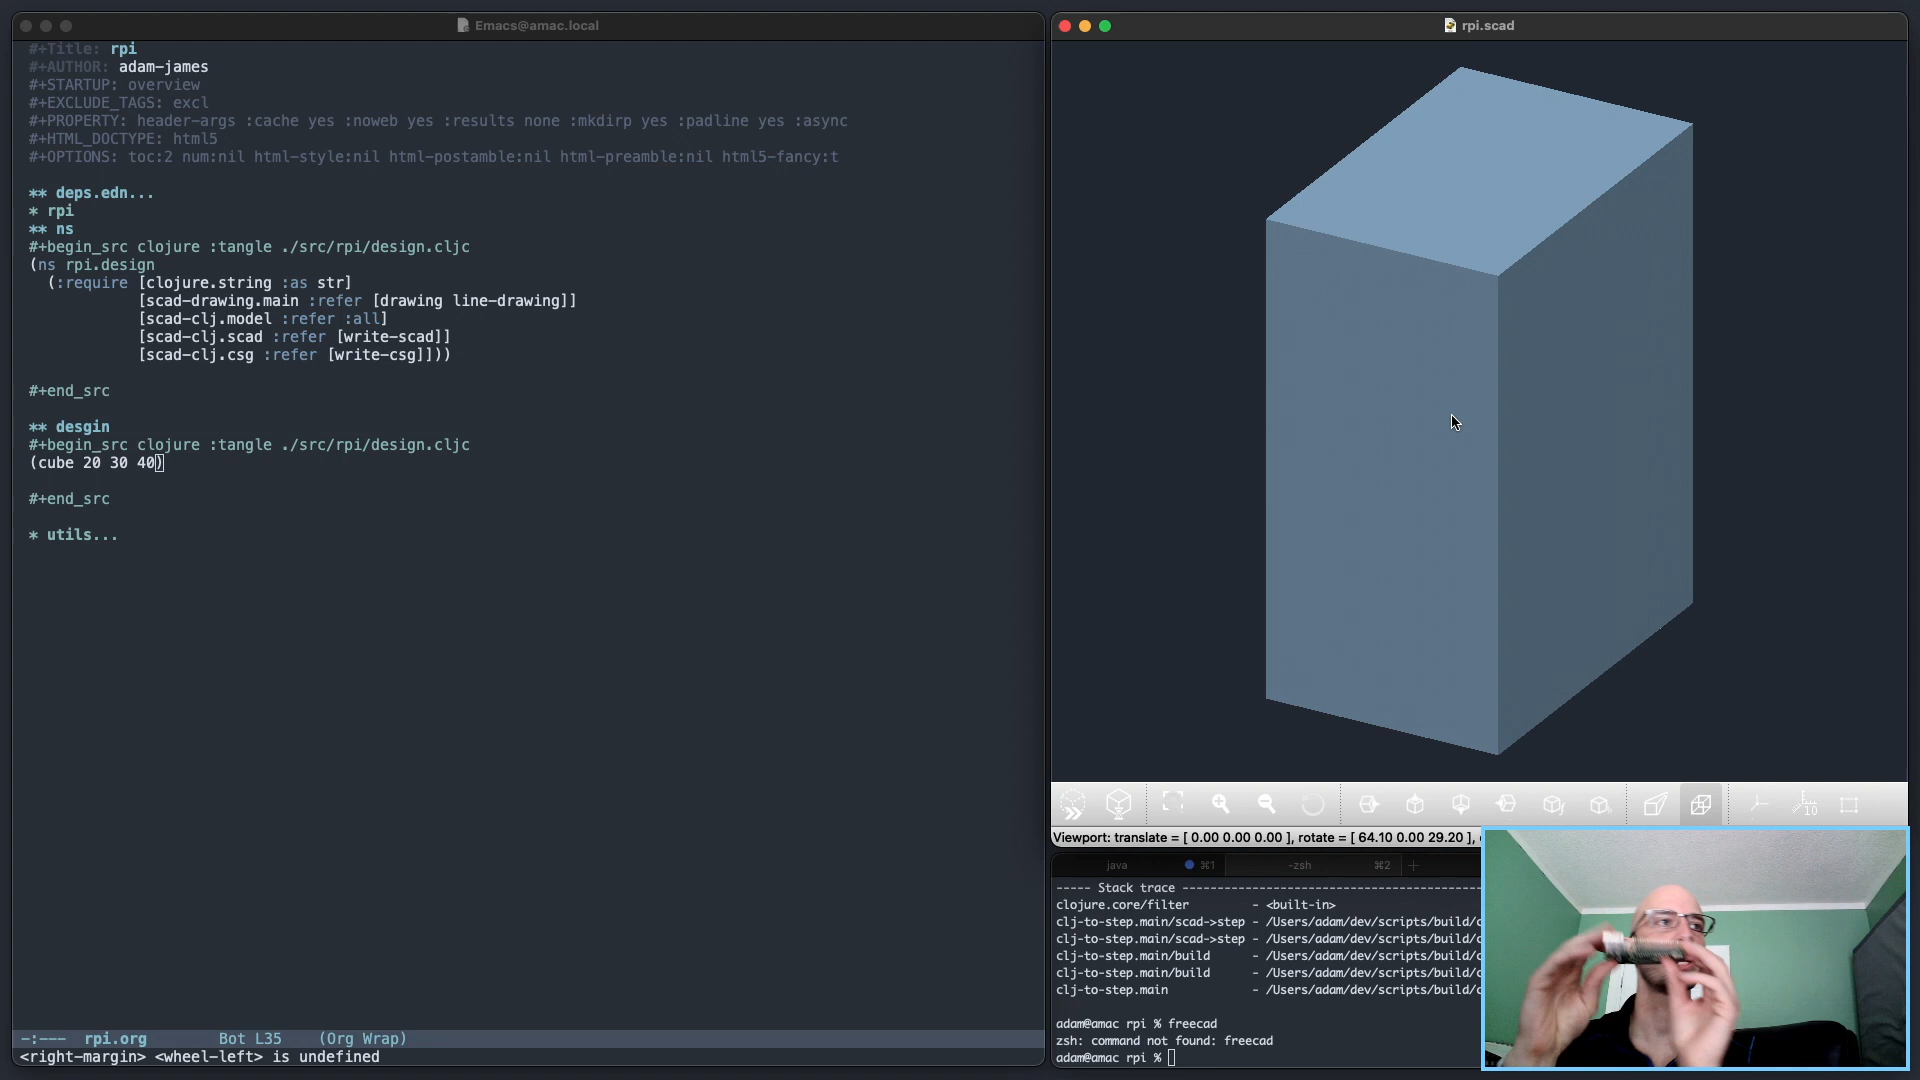 Emacs@amac.local
#+Title: rpi
#+AUTHOR: adam-james
#+STARTUP: overview
#+EXCLUDE_TAGS: excl
#+PROPERTY: header-args :cache yes :noweb yes :results none :mkdirp yes :padline yes :async
#+HTML_DOCTYPE: html5
#+OPTIONS: toc:2 num:nil html-style:nil html-postamble:nil html-preamble:nil html5-fancy:t
** deps.edn...
* rpi
** ns
#+begin_src clojure :tangle ./src/rpi/design.cljc
(ns rpi.design
  (:require [clojure.string :as str]
            [scad-drawing.main :refer [drawing line-drawing]]
            [scad-clj.model :refer :all]
            [scad-clj.scad :refer [write-scad]]
            [scad-clj.csg :refer [write-csg]]))
#+end_src
** desgin
#+begin_src clojure :tangle ./src/rpi/design.cljc
(cube 20 30 40)
#+end_src
* utils...
-:---  rpi.org        Bot L35    (Org Wrap)
<right-margin> <wheel-left> is undefined
rpi.scad
10
Viewport: translate = [ 0.00 0.00 0.00 ], rotate = [ 64.10 0.00 29.20 ],
java ⌘1 -zsh ⌘2 +
----- Stack trace ------------------------------------------
clojure.core/filter         - <built-in>
clj-to-step.main/scad->step - /Users/adam/dev/scripts/build/c
clj-to-step.main/scad->step - /Users/adam/dev/scripts/build/c
clj-to-step.main/build      - /Users/adam/dev/scripts/build/c
clj-to-step.main/build      - /Users/adam/dev/scripts/build/c
clj-to-step.main            - /Users/adam/dev/scripts/build/c
adam@amac rpi % freecad
zsh: command not found: freecad
adam@amac rpi %